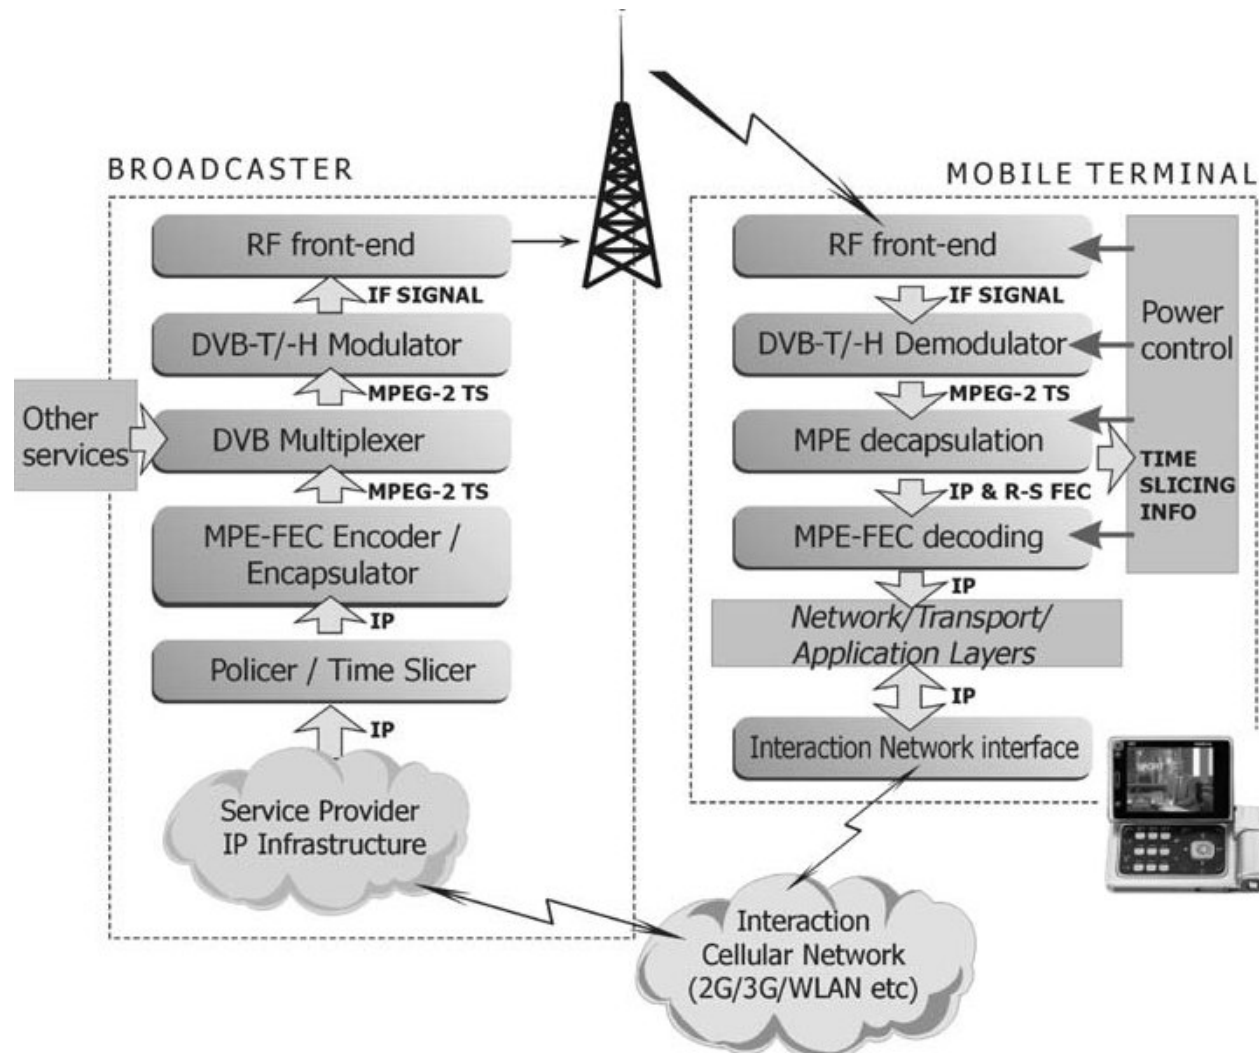 BROADCASTER
RF front-end
IF SIGNAL
DVB-T/-H Modulator
MPEG-2 TS
Other
services
DVB Multiplexer
MPEG-2 TS
MPE-FEC Encoder /
Encapsulator
IP
Policer / Time Slicer
IP
Service Provider
IP Infrastructure
MOBILE TERMINAL
RF front-end
IF SIGNAL
DVB-T/-H Demodulator
MPEG-2 TS
MPE decapsulation
IP & R-S FEC
MPE-FEC decoding
IP
Network/Transport/
Application Layers
IP
Interaction Network interface
Power
control
TIME
SLICING
INFO
Interaction
Cellular Network
(2G/3G/WLAN etc)